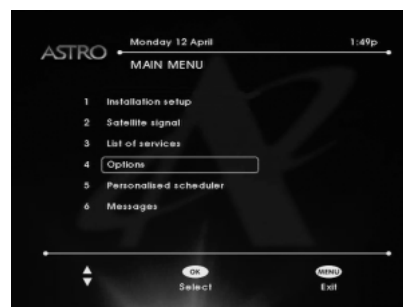 ASTRO
Monday 12 April 1:49p
MAIN MENU
1 Installation setup
2 Satellite signal
3 List of services
4 Options
5 Personalised scheduler
6 Messages
OK MENU
Select Exit